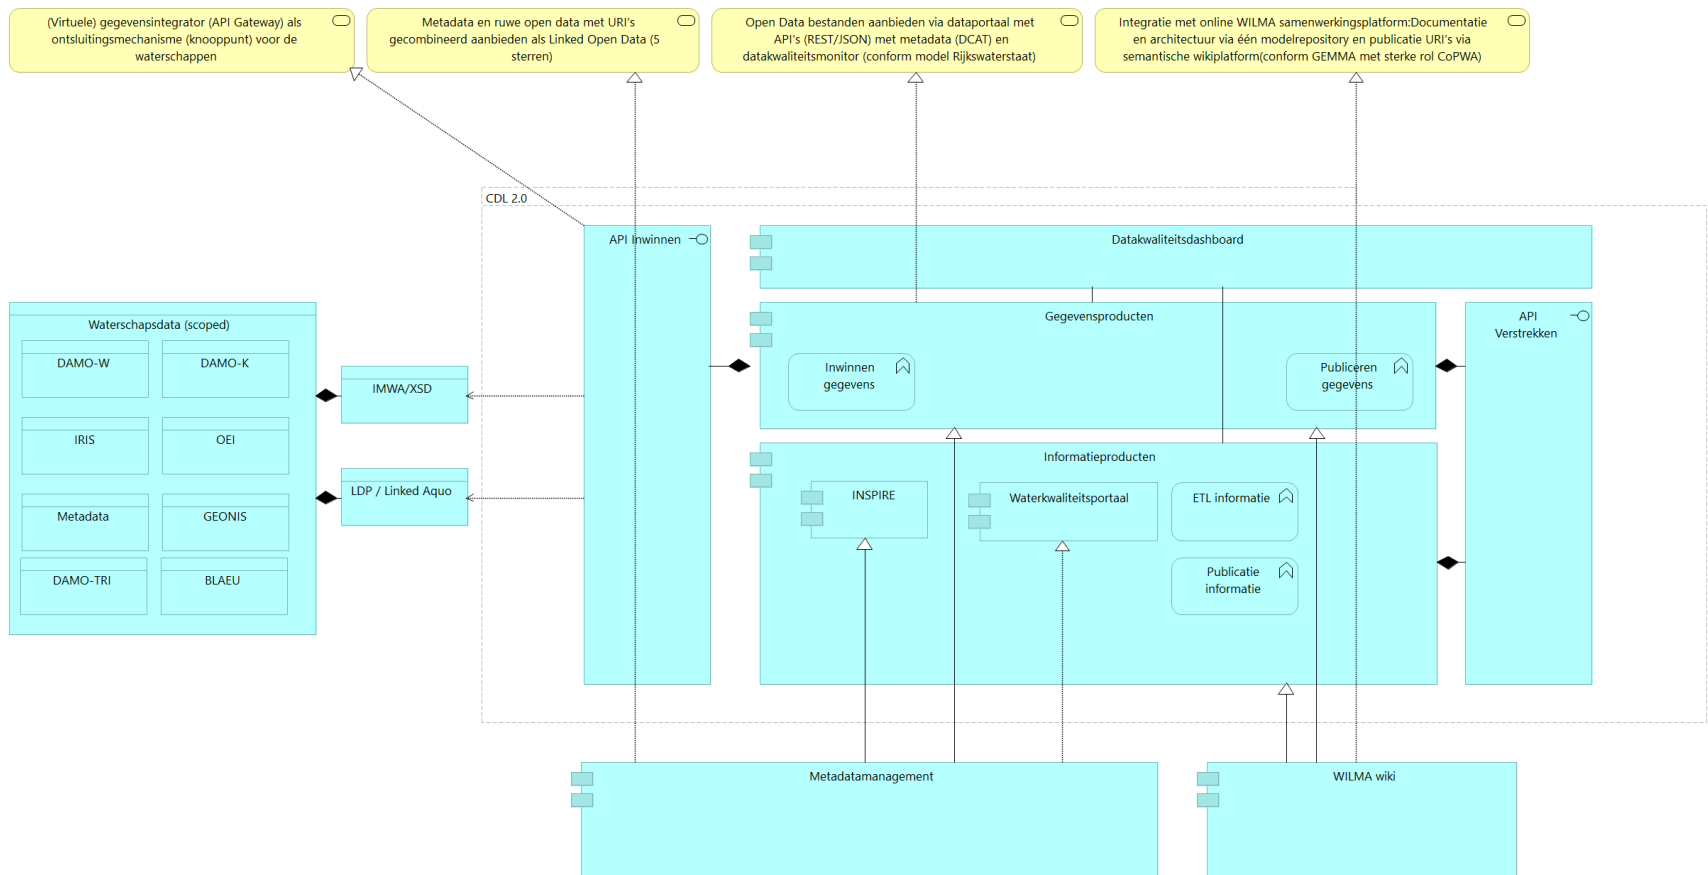 (Virtuele) gegevensintegrator (API Gateway) als
ontsluitingsmechanisme (knooppunt) voor de
waterschappen
Metadata en ruwe open data met URI's
gecombineerd aanbieden als Linked Open Data (5
sterren)
Open Data bestanden aanbieden via dataportaal met
API's (REST/JSON) met metadata (DCAT) en
datakwaliteitsmonitor (conform model Rijkswaterstaat)
Integratie met online WILMA samenwerkingsplatform:Documentatie
en architectuur via één modelrepository en publicatie URI's via
semantische wikiplatform(conform GEMMA met sterke rol CoPWA)
CDL 2.0
API Inwinnen
Datakwaliteitsdashboard
Waterschapsdata (scoped)
DAMO-W
DAMO-K
IRIS
OEI
Metadata
GEONIS
DAMO-TRI
BLAEU
IMWA/XSD
LDP / Linked Aquo
Gegevensproducten
Inwinnen
gegevens
Publiceren
gegevens
API
Verstrekken
Informatieproducten
INSPIRE
Waterkwaliteitsportaal
ETL informatie
Publicatie
informatie
Metadatamanagement
WILMA wiki